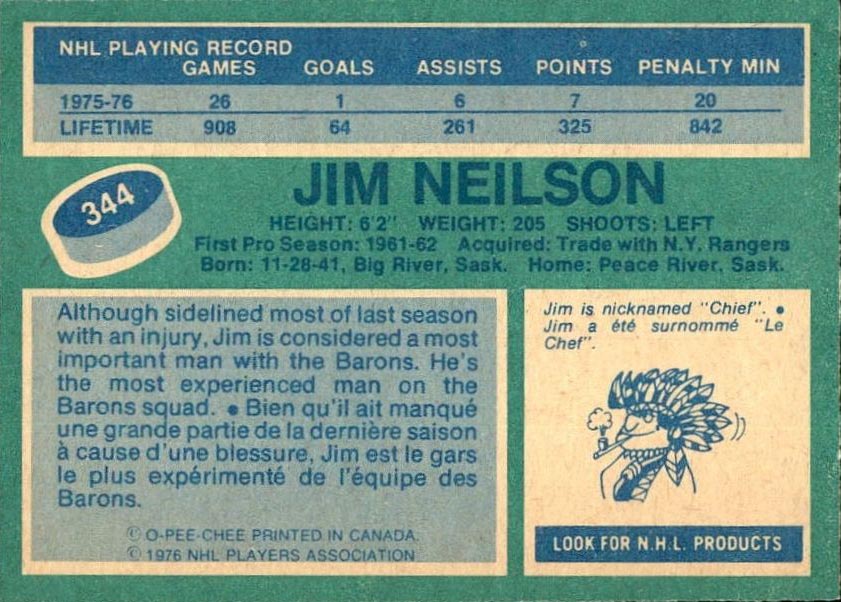 NHL PLAYING RECORD
GAMES GOALS ASSISTS POINTS PENALTY MIN
1975-76 26 1 6 7 20
LIFETIME 908 64 261 325 842
344
JIM NEILSON
HEIGHT: 6'2" WEIGHT: 205 SHOOTS: LEFT
First Pro Season: 1961-62 Acquired: Trade with N.Y. Rangers
Born: 11-28-41, Big River, Sask. Home: Peace River, Sask.
Although sidelined most of last season
with an injury, Jim is considered a most
important man with the Barons. He's
the most experienced man on the
Barons squad. • Bien qu'il ait manqué
une grande partie de la dernière saison
à cause d'une blessure, Jim est le gars
le plus expérimenté de l'équipe des
Barons.
© O-PEE-CHEE PRINTED IN CANADA.
© 1976 NHL PLAYERS ASSOCIATION
Jim is nicknamed "Chief". •
Jim a été surnommé "Le
Chef".
LOOK FOR N.H.L. PRODUCTS